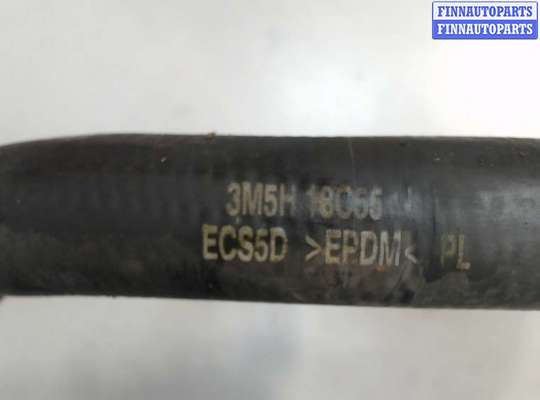 FINNAUTOPARTS
FINNAUTOPARTS
3M5H 18C55
ECS5D >EPDM< PL